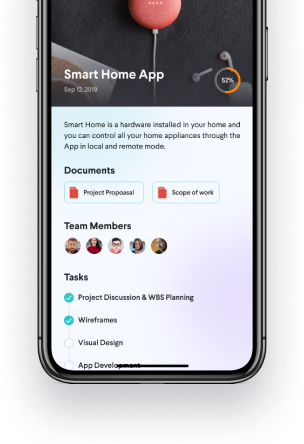 Smart Home App
52%
Sep 12, 2019
Smart Home is a hardware installed in your home and
you can control all your home appliances through the
App in local and remote mode.
Documents
Project Propoasal Scope of work
Team Members
Tasks
Project Discussion & WBS Planning
Wireframes
Visual Design
App Development